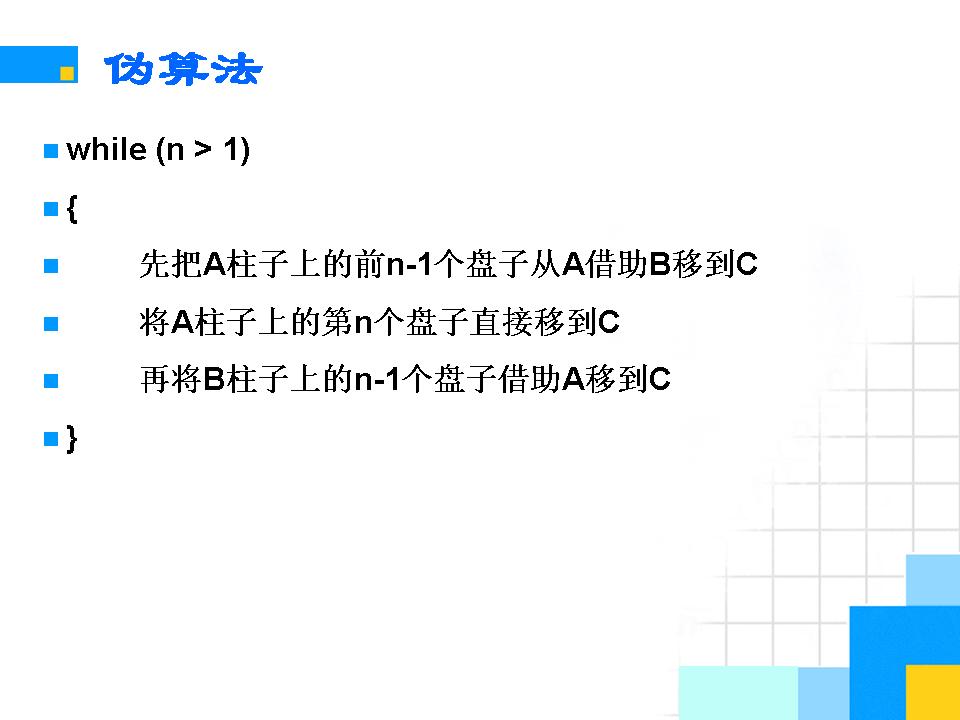 伪算法
while (n > 1)
{
先把A柱子上的前n-1个盘子从A借助B移到C
将A柱子上的第n个盘子直接移到C
再将B柱子上的n-1个盘子借助A移到C
}